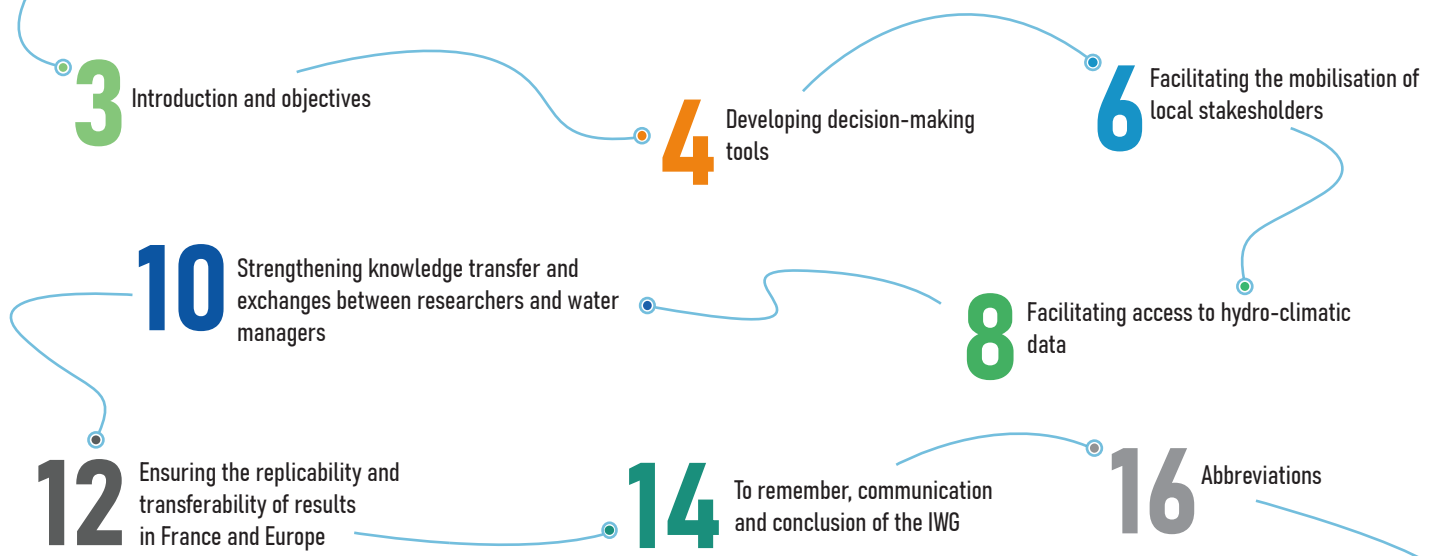 3
Introduction and objectives
4
Developing decision-making
tools
6
Facilitating the mobilisation of
local stakesholders
8
Facilitating access to hydro-climatic
data
10
Strengthening knowledge transfer and
exchanges between researchers and water
managers
12
Ensuring the replicability and
transferability of results
in France and Europe
14
To remember, communication
and conclusion of the IWG
16
Abbreviations